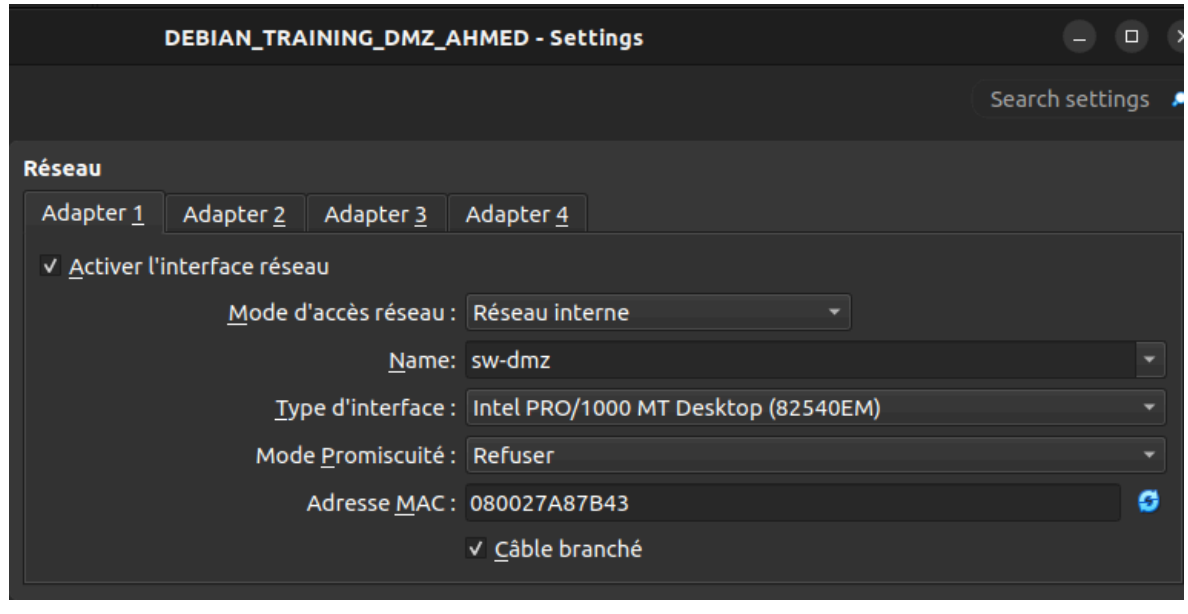 DEBIAN_TRAINING_DMZ_AHMED - Settings
Search settings
Réseau
Adapter 1 Adapter 2 Adapter 3 Adapter 4
Activer l'interface réseau
Mode d'accès réseau : Réseau interne
Name: sw-dmz
Type d'interface : Intel PRO/1000 MT Desktop (82540EM)
Mode Promiscuité : Refuser
Adresse MAC : 080027A87B43
Câble branché